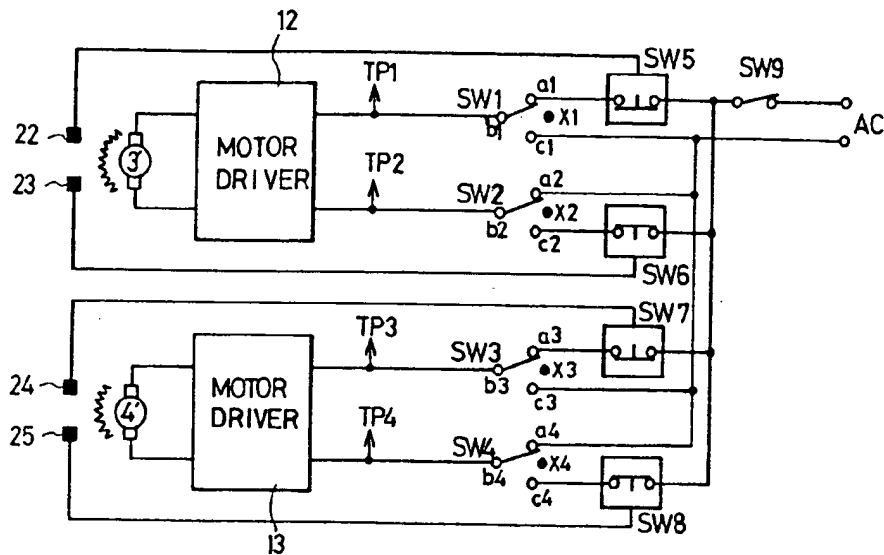 12
TP1
SW1
a1
X1
b1
c1
SW5
SW9
AC
22
23
3'
MOTOR
DRIVER
TP2
SW2
a2
X2
b2
c2
SW6
TP3
SW3
a3
X3
b3
c3
SW7
24
25
4'
MOTOR
DRIVER
TP4
SW4
a4
X4
b4
c4
SW8
13